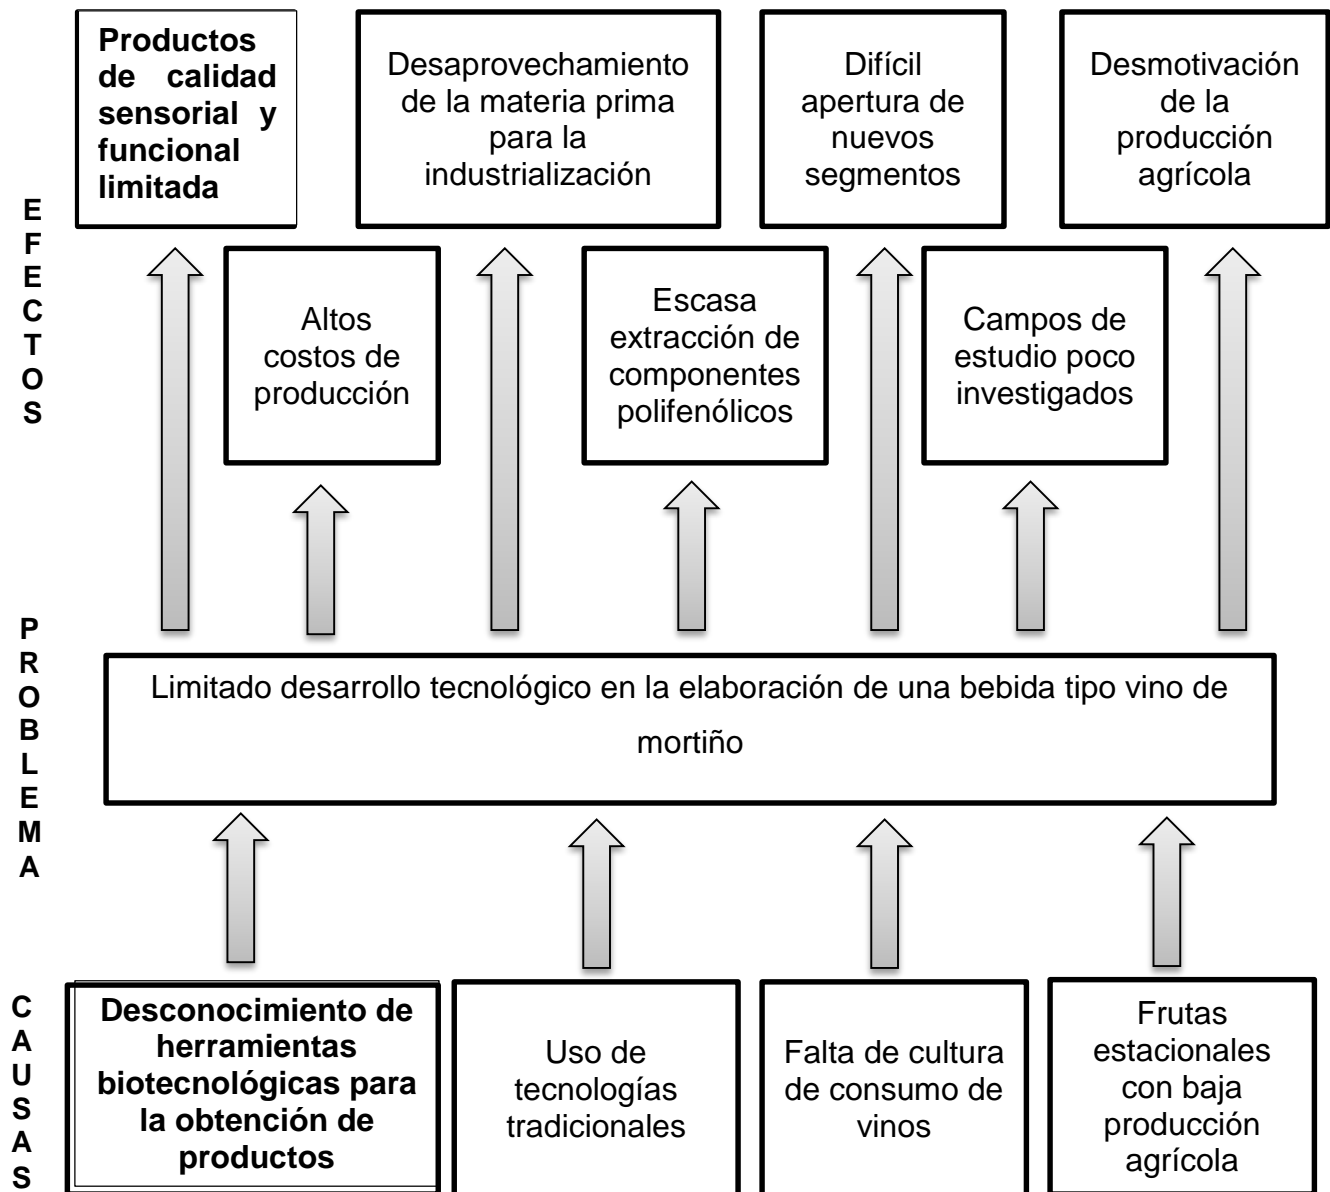 Productos
de calidad
sensorial y
funcional
limitada
Desaprovechamiento
de la materia prima
para la
industrialización
Difícil
apertura de
nuevos
segmentos
Desmotivación
de la
producción
agrícola
E
F
E
C
T
O
S
Altos
costos de
producción
Escasa
extracción de
componentes
polifenólicos
Campos de
estudio poco
investigados
P
R
O
B
L
E
M
A
Limitado desarrollo tecnológico en la elaboración de una bebida tipo vino de
mortiño
C
A
U
S
A
S
Desconocimiento de
herramientas
biotecnológicas para
la obtención de
productos
Uso de
tecnologías
tradicionales
Falta de cultura
de consumo de
vinos
Frutas
estacionales
con baja
producción
agrícola